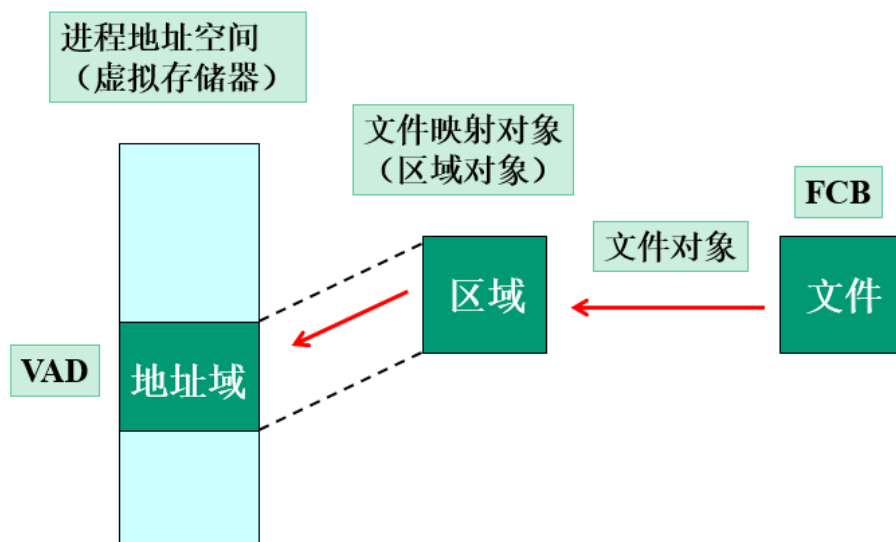 进程地址空间
（虚拟存储器）
文件映射对象
（区域对象）
FCB
文件对象
区域
文件
VAD
地址域